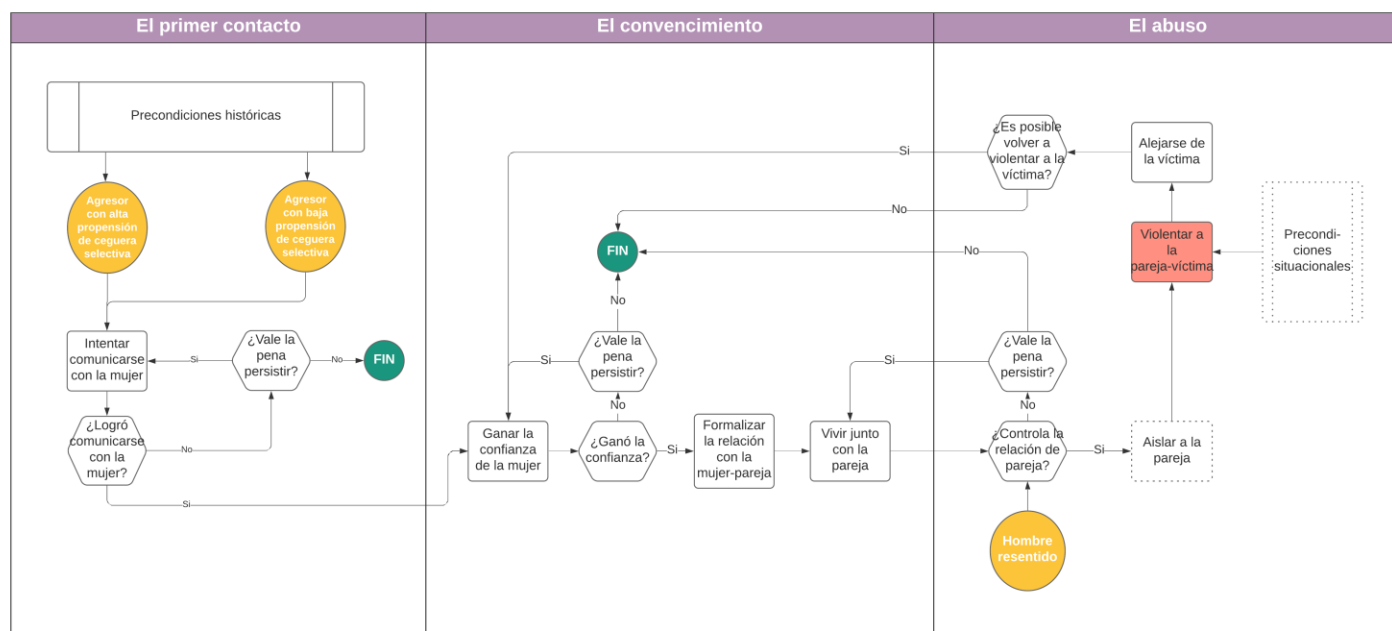 El primer contacto
El convencimiento
El abuso
Precondiciones históricas
Agresor
con alta
propensión
de ceguera
selectiva
Agresor
con baja
propensión
de ceguera
selectiva
Intentar
comunicarse
con la mujer
Si
¿Vale la
pena
persistir?
No
FIN
¿Logró
comunicarse
con la
mujer?
No
Si
Si
No
FIN
No
No
¿Vale la
pena
persistir?
Si
No
Ganar la
confianza
de la mujer
¿Ganó la
confianza?
Si
Formalizar
la relación
con la
mujer-pareja
Vivir junto
con la
pareja
Si
¿Es posible
volver a
violentar a la
víctima?
Alejarse de
la víctima
Violentar a
la
pareja-víctima
Precondi-
ciones
situacionales
¿Vale la
pena
persistir?
No
¿Controla la
relación de
pareja?
Si
Aislar a la
pareja
Hombre
resentido